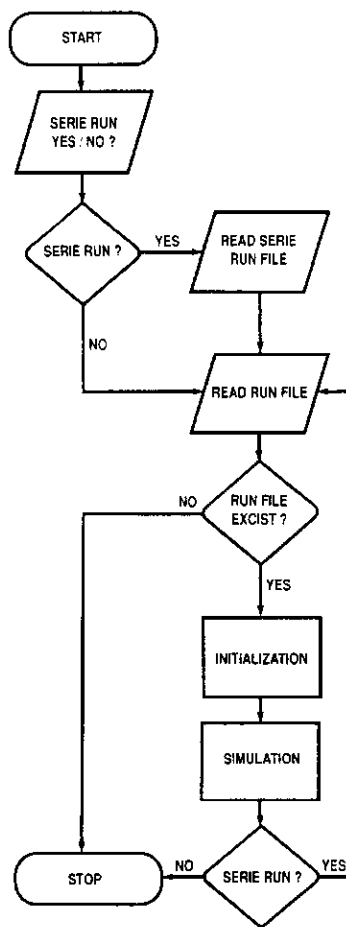 START
SERIE RUN
YES / NO ?
SERIE RUN ?
YES
READ SERIE
RUN FILE
NO
READ RUN FILE
NO
RUN FILE
EXCIST ?
YES
INITIALIZATION
SIMULATION
STOP
NO
SERIE RUN ?
YES